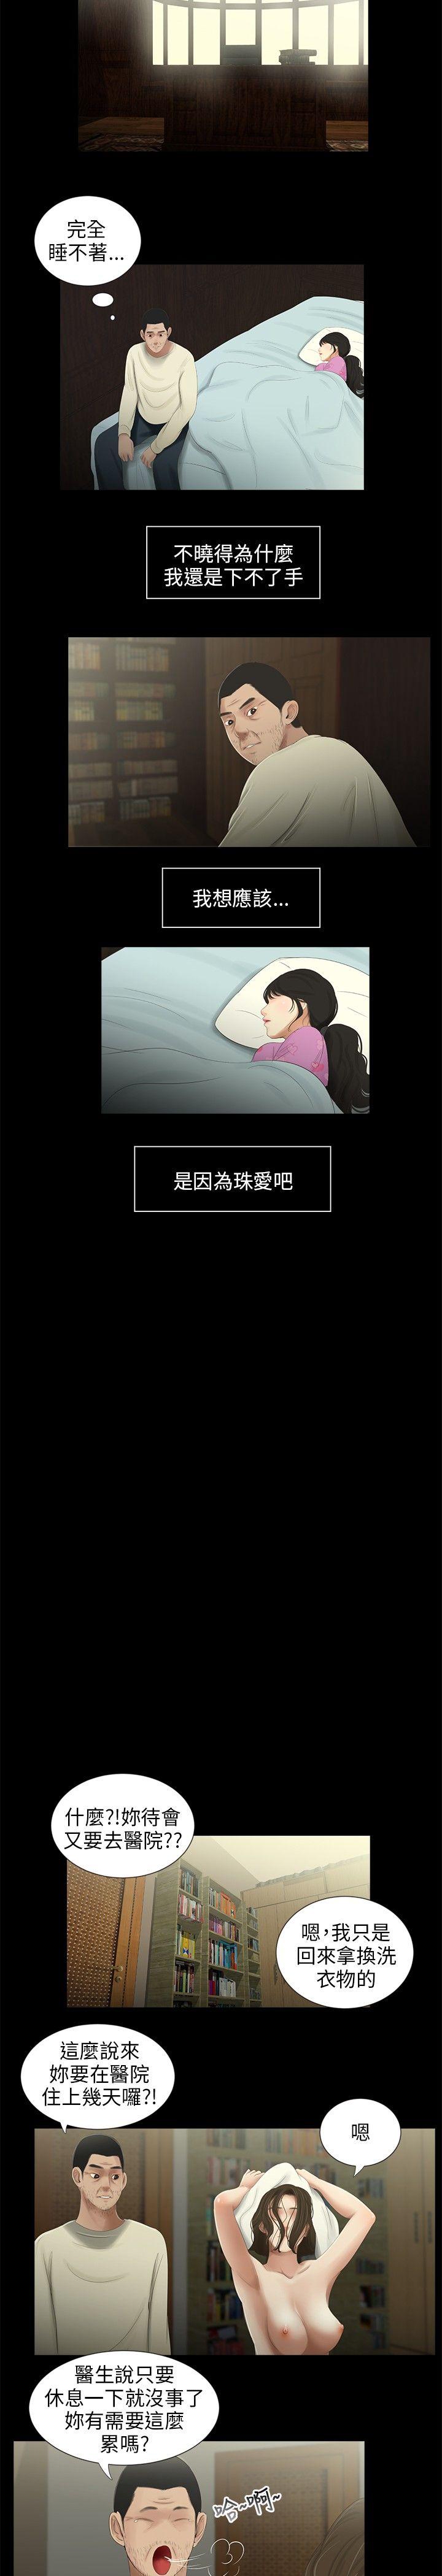 完全
睡不著...
不曉得為什麼
我還是下不了手
我想應該...
是因為珠愛吧
什麼?!妳待會
又要去醫院??
嗯，我只是
回來拿換洗
衣物的
這麼說來
妳要在醫院
住上幾天囉?!
嗯
醫生說只要
休息一下就沒事了
妳有需要這麼
累嗎?
哈~啊~